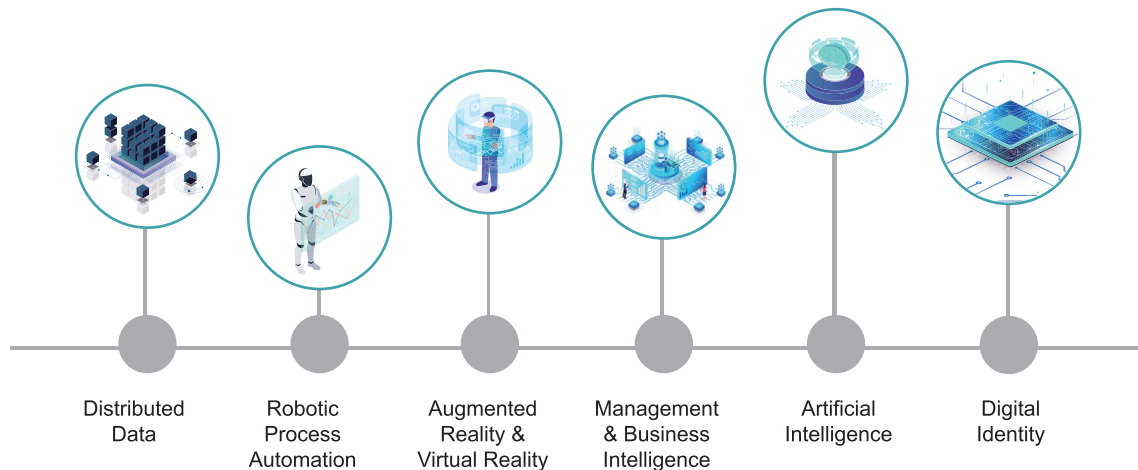 Distributed
Data
Robotic
Process
Automation
Augmented
Reality &
Virtual Reality
Management
& Business
Intelligence
Artificial
Intelligence
Digital
Identity